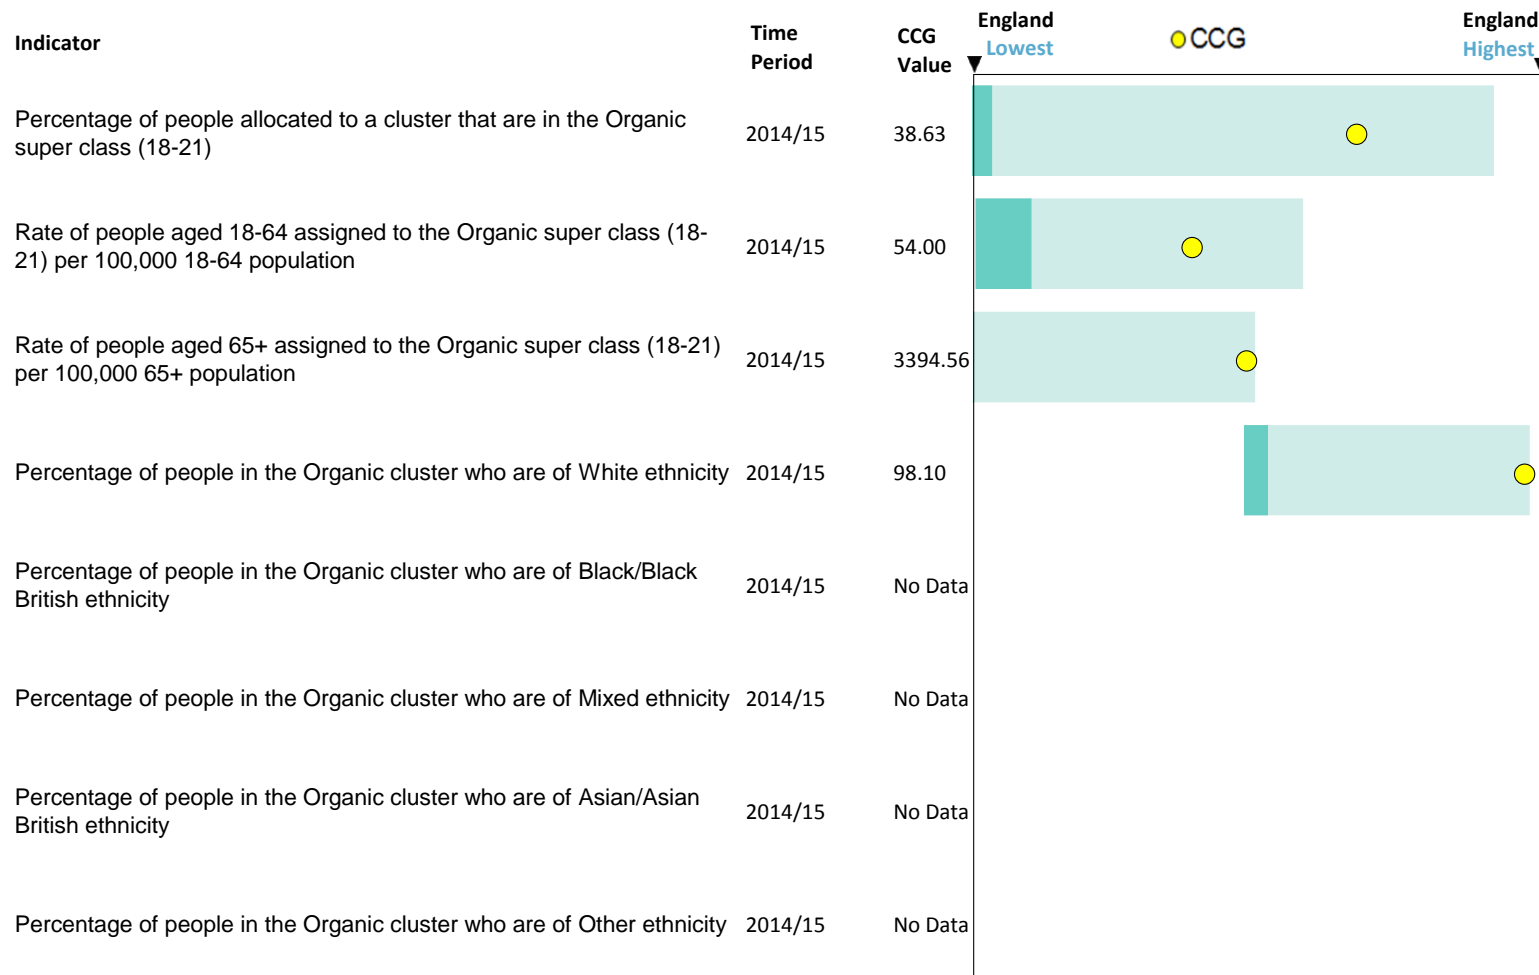 Indicator
Time Period
CCG Value
England Lowest
CCG
England Highest
Percentage of people allocated to a cluster that are in the Organic
super class (18-21)
2014/15
38.63
Rate of people aged 18-64 assigned to the Organic super class (18-
21) per 100,000 18-64 population
2014/15
54.00
Rate of people aged 65+ assigned to the Organic super class (18-21)
per 100,000 65+ population
2014/15
3394.56
Percentage of people in the Organic cluster who are of White ethnicity
2014/15
98.10
Percentage of people in the Organic cluster who are of Black/Black
British ethnicity
2014/15
No Data
Percentage of people in the Organic cluster who are of Mixed ethnicity
2014/15
No Data
Percentage of people in the Organic cluster who are of Asian/Asian
British ethnicity
2014/15
No Data
Percentage of people in the Organic cluster who are of Other ethnicity
2014/15
No Data